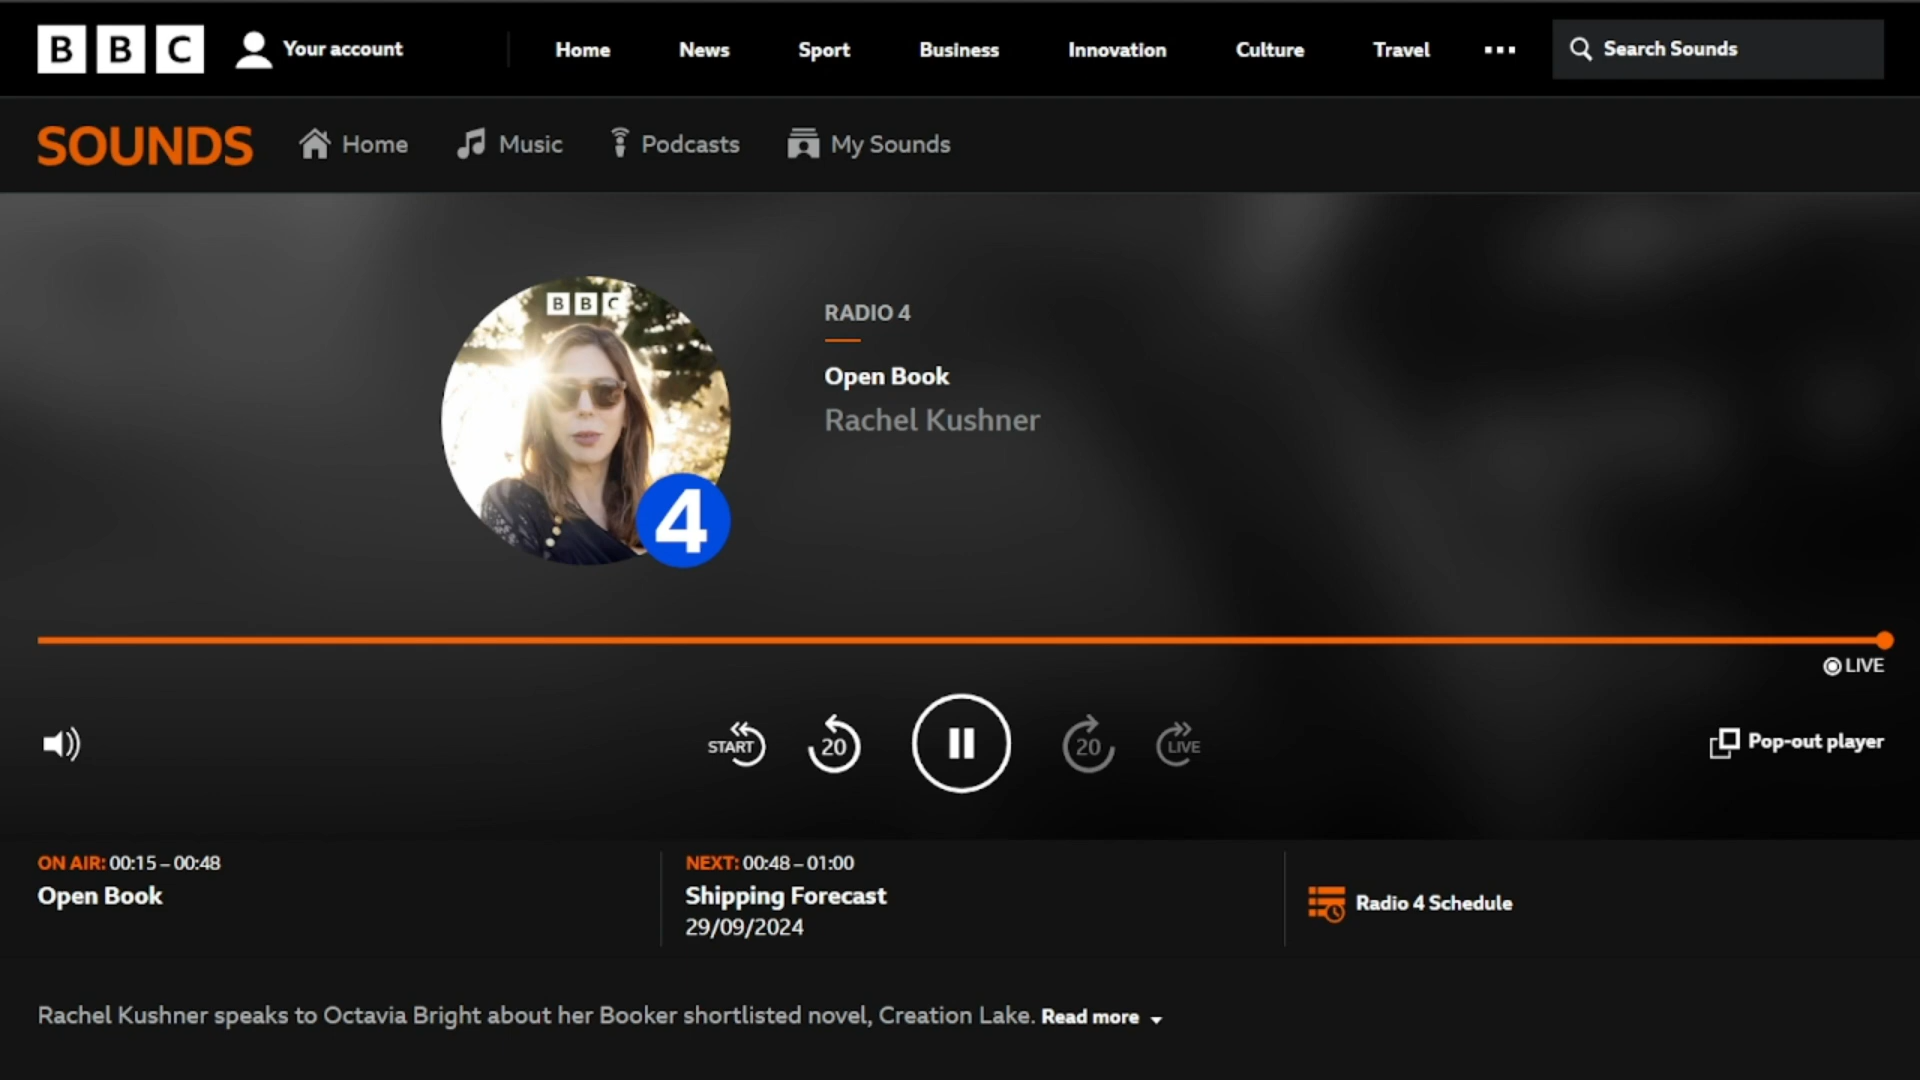 BBC
Your account
Home
News
Sport
Business
Innovation
Culture
Travel
Search Sounds
SOUNDS
Home
Music
Podcasts
My Sounds
BBC
4
RADIO 4
Open Book
Rachel Kushner
LIVE
START
20
20
LIVE
Pop-out player
ON AIR: 00:15 – 00:48
Open Book
NEXT: 00:48 – 01:00
Shipping Forecast
29/09/2024
Radio 4 Schedule
Rachel Kushner speaks to Octavia Bright about her Booker shortlisted novel, Creation Lake. Read more